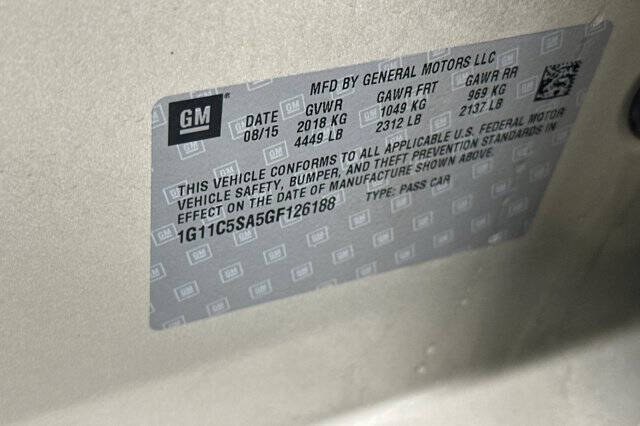 MFD BY GENERAL MOTORS LLC
GM
DATE GVWR GAWR FRT GAWR RR
08/15 2018 KG 1049 KG 969 KG
4449 LB 2312 LB 2137 LB
THIS VEHICLE CONFORMS TO ALL APPLICABLE U.S. FEDERAL MOTOR
VEHICLE SAFETY, BUMPER, AND THEFT PREVENTION STANDARDS IN
EFFECT ON THE DATE OF MANUFACTURE SHOWN ABOVE.
1G11C5SA5GF126188 TYPE: PASS CAR